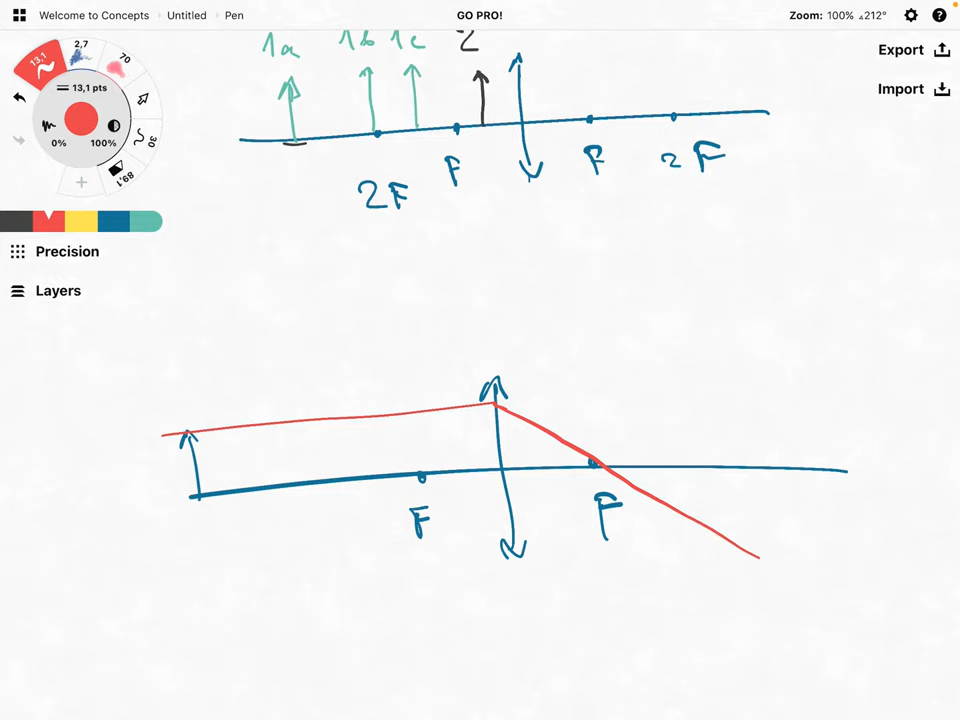 Welcome to Concepts › Untitled › Pen
GO PRO!
Zoom: 100% ⊿212°
Export
Import
2,7
13,1
70
13,1 pts
0%
100%
30
89,1
Precision
Layers
1a 1b 1c 2
2F F F 2F
F F